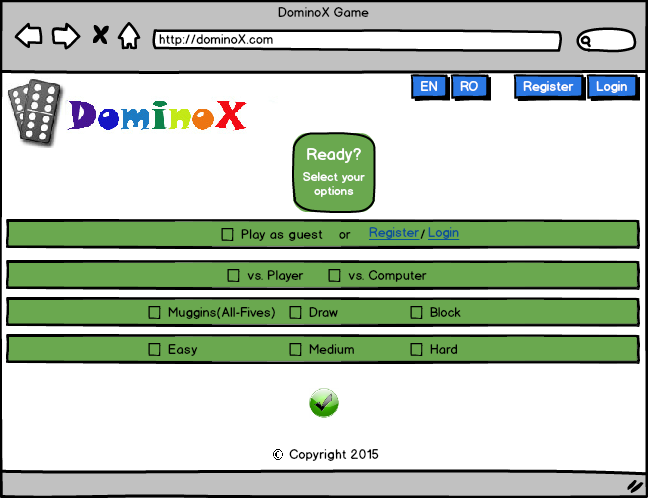 DominoX Game
http://dominoX.com
EN RO Register Login
DominoX
Ready?
Select your
options
Play as guest or Register/Login
vs. Player vs. Computer
Muggins(All-Fives) Draw Block
Easy Medium Hard
© Copyright 2015